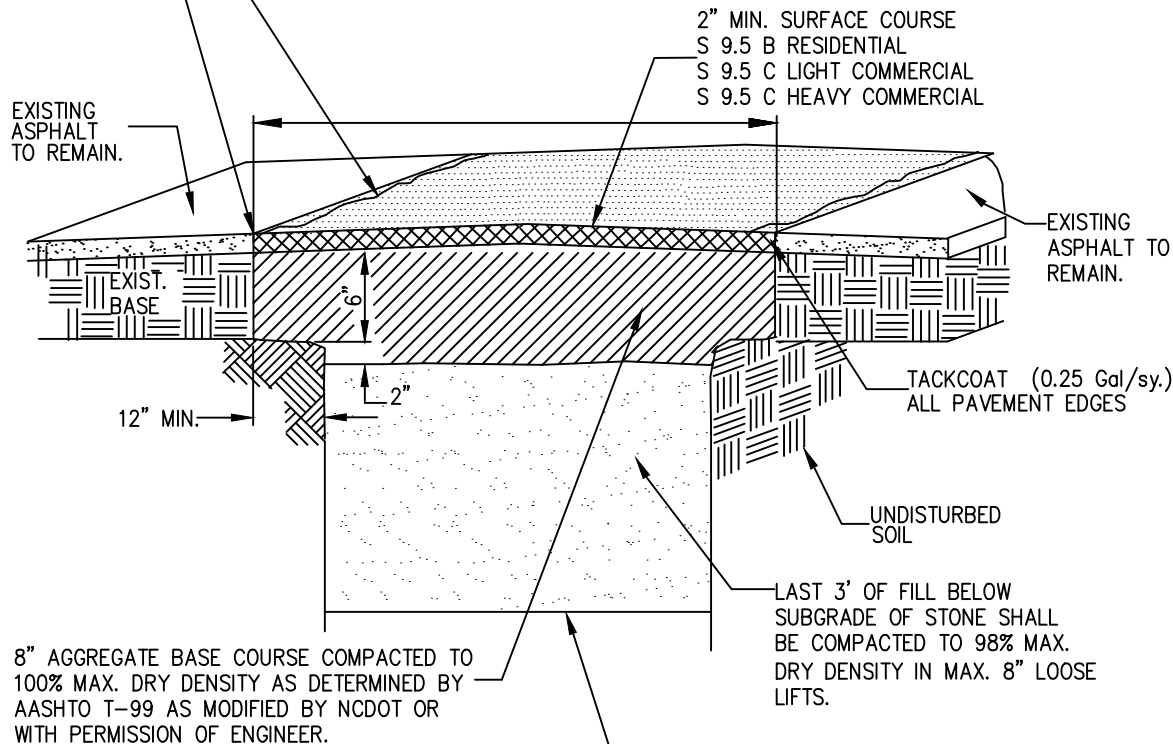 2” MIN. SURFACE COURSE
S 9.5 B RESIDENTIAL
S 9.5 C LIGHT COMMERCIAL
S 9.5 C HEAVY COMMERCIAL
EXISTING
ASPHALT
TO REMAIN.
EXISTING
ASPHALT TO
REMAIN.
EXIST.
BASE
6”
TACKCOAT (0.25 Gal/sy.)
ALL PAVEMENT EDGES
2”
12” MIN.
UNDISTURBED
SOIL
LAST 3’ OF FILL BELOW
SUBGRADE OF STONE SHALL
BE COMPACTED TO 98% MAX.
DRY DENSITY IN MAX. 8” LOOSE
LIFTS.
8” AGGREGATE BASE COURSE COMPACTED TO
100% MAX. DRY DENSITY AS DETERMINED BY
AASHTO T–99 AS MODIFIED BY NCDOT OR
WITH PERMISSION OF ENGINEER.